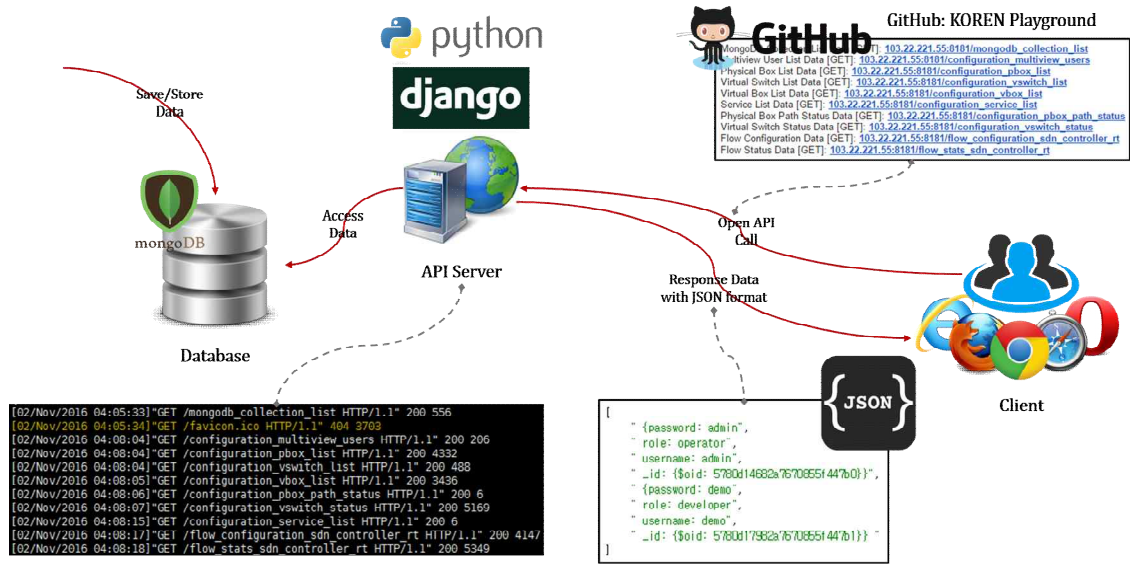 python
django
GitHub
GitHub: KOREN Playground
MongoDB Collection List Data [GET]: 103.22.221.55:8181/mongodb_collection_list
Multiview User List Data [GET]: 103.22.221.55:8181/configuration_multiview_users
Physical Box List Data [GET]: 103.22.221.55:8181/configuration_pbox_list
Virtual Switch List Data [GET]: 103.22.221.55:8181/configuration_vswitch_list
Virtual Box List Data [GET]: 103.22.221.55:8181/configuration_vbox_list
Service List Data [GET]: 103.22.221.55:8181/configuration_service_list
Physical Box Path Status Data [GET]: 103.22.221.55:8181/configuration_pbox_path_status
Virtual Switch Status Data [GET]: 103.22.221.55:8181/configuration_vswitch_status
Flow Configuration Data [GET]: 103.22.221.55:8181/flow_configuration_sdn_controller_rt
Flow Status Data [GET]: 103.22.221.55:8181/flow_stats_sdn_controller_rt
Save/Store
Data
mongoDB
Access
Data
Open API
Call
API Server
Response Data
with JSON format
Database
Client
{JSON}
[02/Nov/2016 04:05:33]"GET /mongodb_collection_list HTTP/1.1" 200 556
[02/Nov/2016 04:05:34]"GET /favicon.ico HTTP/1.1" 404 3703
[02/Nov/2016 04:08:04]"GET /configuration_multiview_users HTTP/1.1" 200 206
[02/Nov/2016 04:08:04]"GET /configuration_pbox_list HTTP/1.1" 200 4332
[02/Nov/2016 04:08:04]"GET /configuration_vswitch_list HTTP/1.1" 200 488
[02/Nov/2016 04:08:05]"GET /configuration_vbox_list HTTP/1.1" 200 3436
[02/Nov/2016 04:08:06]"GET /configuration_pbox_path_status HTTP/1.1" 200 6
[02/Nov/2016 04:08:07]"GET /configuration_vswitch_status HTTP/1.1" 200 5169
[02/Nov/2016 04:08:15]"GET /configuration_service_list HTTP/1.1" 200 6
[02/Nov/2016 04:08:17]"GET /flow_configuration_sdn_controller_rt HTTP/1.1" 200 4147
[02/Nov/2016 04:08:18]"GET /flow_stats_sdn_controller_rt HTTP/1.1" 200 5349
[
" {password: admin",
" role: operator",
" username: admin",
" _id: {$oid: 5780d14682a7670855f447b0}}",
" {password: demo",
" role: developer",
" username: demo",
" _id: {$oid: 5780d17982a7670855f447b1}} "
]